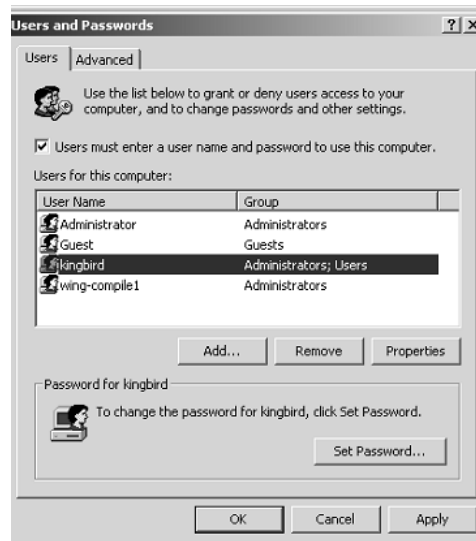 Users and Passwords
Users Advanced
Use the list below to grant or deny users access to your
computer, and to change passwords and other settings.
Users must enter a user name and password to use this computer.
Users for this computer:
User Name Group
Administrator Administrators
Guest Guests
kingbird Administrators; Users
wing-compile1 Administrators
Add... Remove Properties
Password for kingbird
To change the password for kingbird, click Set Password.
Set Password...
OK Cancel Apply